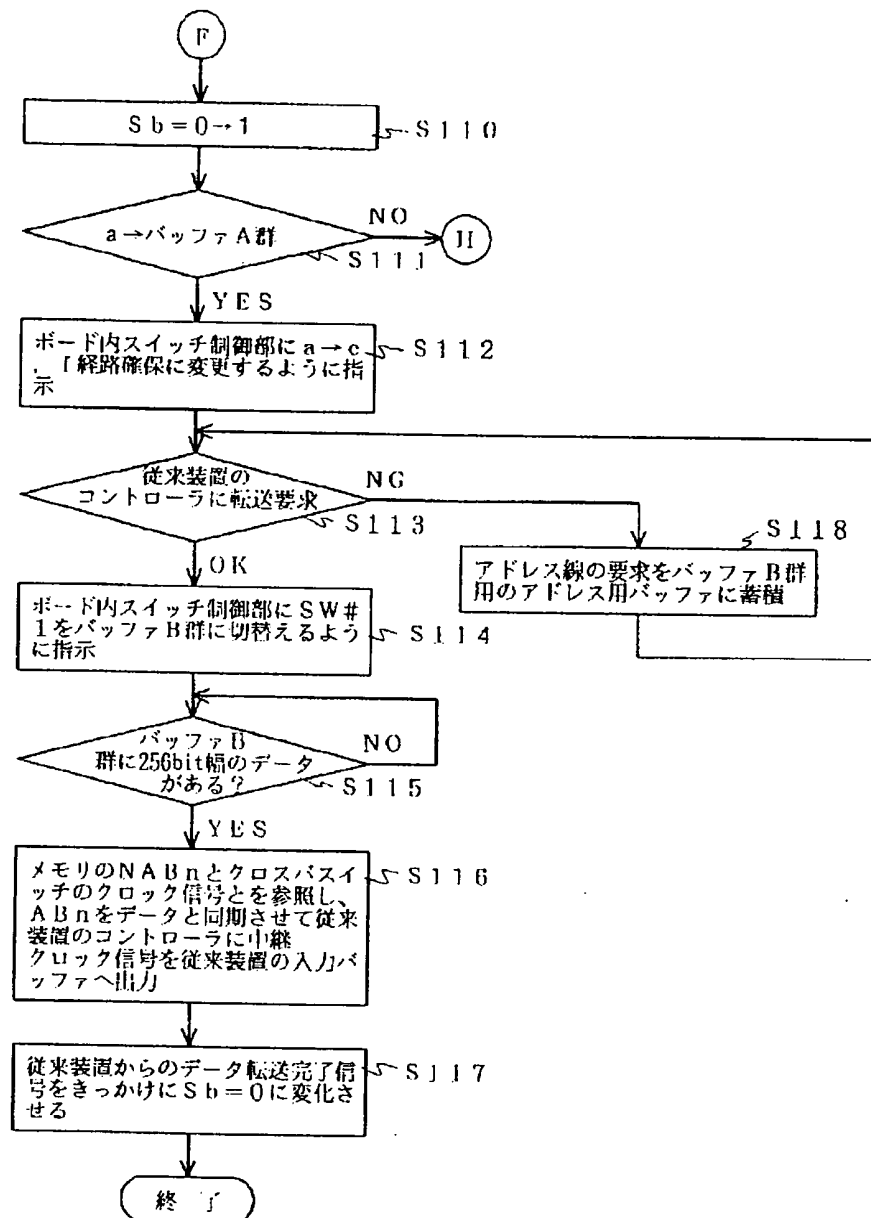 F
Sb=0→1
S110
a→バッファA群
NO
H
S111
YES
ボード内スイッチ制御部にa→c
,「経路確保に変更するように指
示
S112
従来装置の
コントローラに転送要求
NG
S113
S118
OK
アドレス線の要求をバッファB群
用のアドレス用バッファに蓄積
ボード内スイッチ制御部にSW#
1をバッファB群に切替えるよう
に指示
S114
バッファB
群に256bit幅のデータ
がある?
NO
S115
YES
メモリのNABnとクロスバスイ
ッチのクロック信号とを参照し、
ABnをデータと同期させて従来
装置のコントローラに中継
クロック信号を従来装置の入力バ
ッファへ出力
S116
従来装置からのデータ転送完了信
号をきっかけにSb=0に変化さ
せる
S117
終了